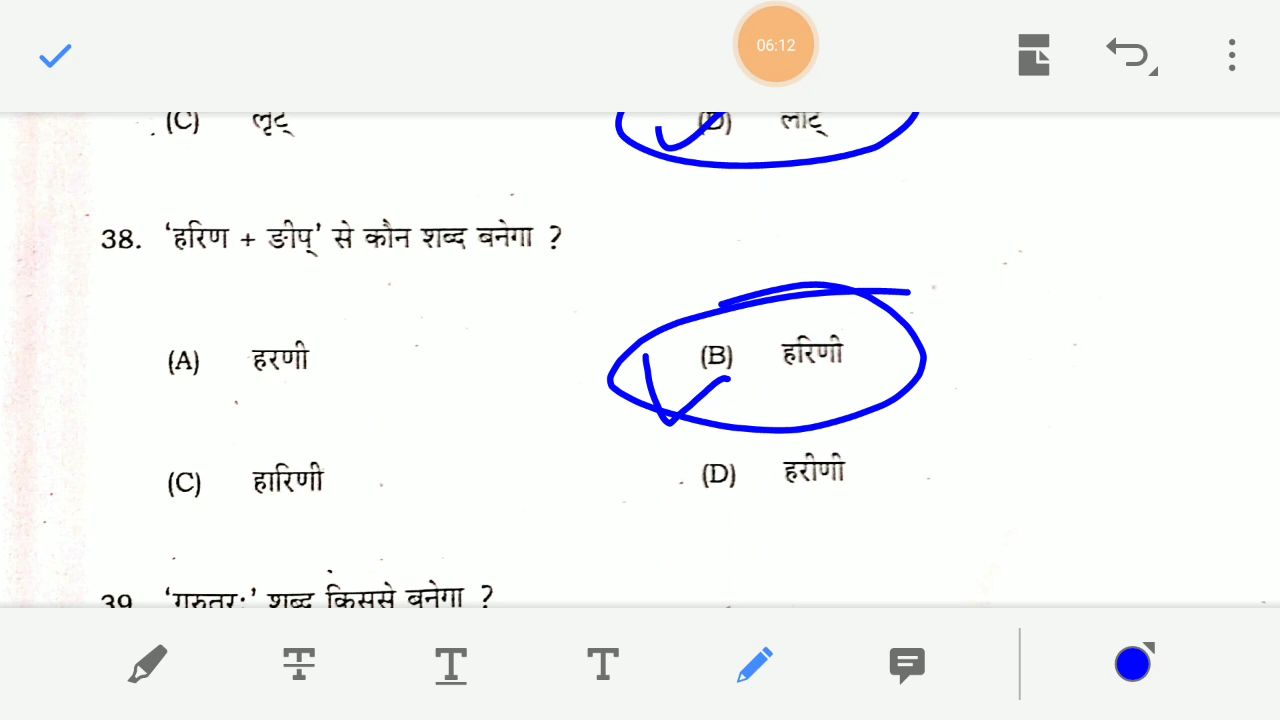 06:12
(C) लृट् (D) लोट्
38. 'हरिण + ङीप्' से कौन शब्द बनेगा ?
(A) हरणी (B) हरिणी
(C) हारिणी (D) हरीणी
39. 'गुरुतरः' शब्द किससे बनेगा ?
T T T